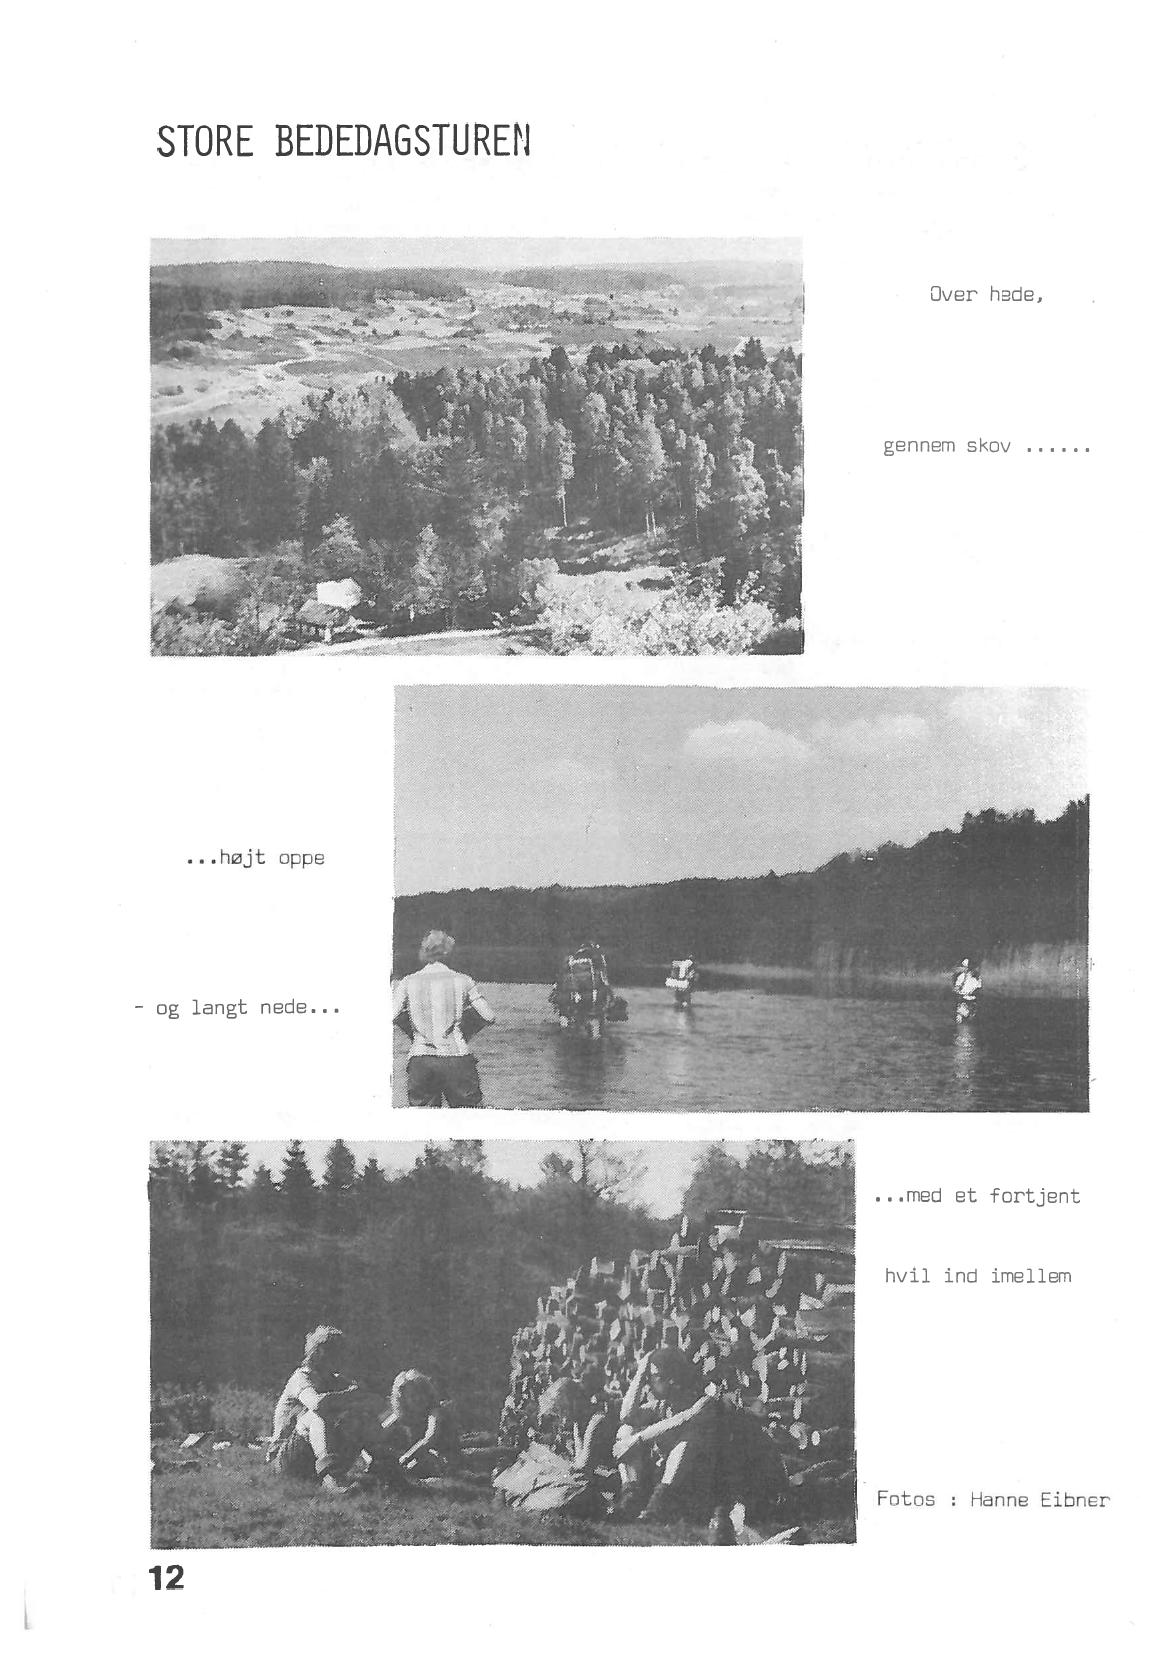 STORE BEDEDAGSTUREN
Over hede,
gennem skov ......
...højt oppe
- og langt nede...
...med et fortjent
hvil ind imellem
Fotos : Hanne Eibner
12